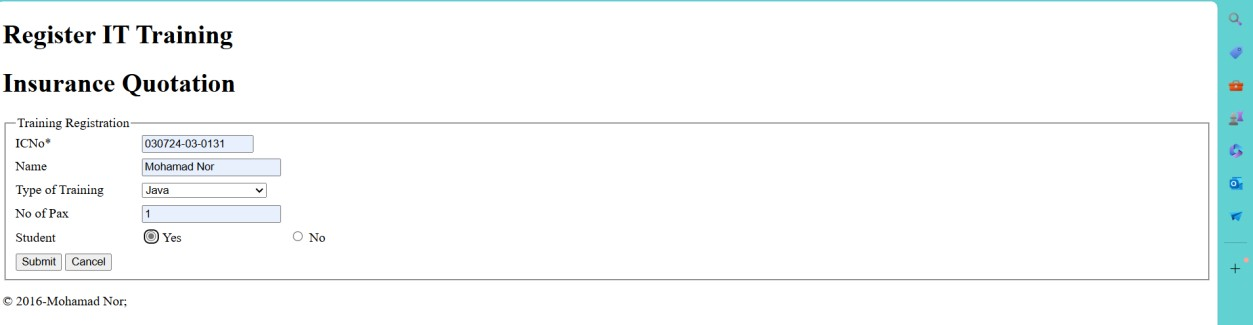 Register IT Training
Insurance Quotation
Training Registration
ICNo* 030724-03-0131
Name Mohamad Nor
Type of Training Java
No of Pax 1
Student Yes No
Submit Cancel
© 2016-Mohamad Nor;